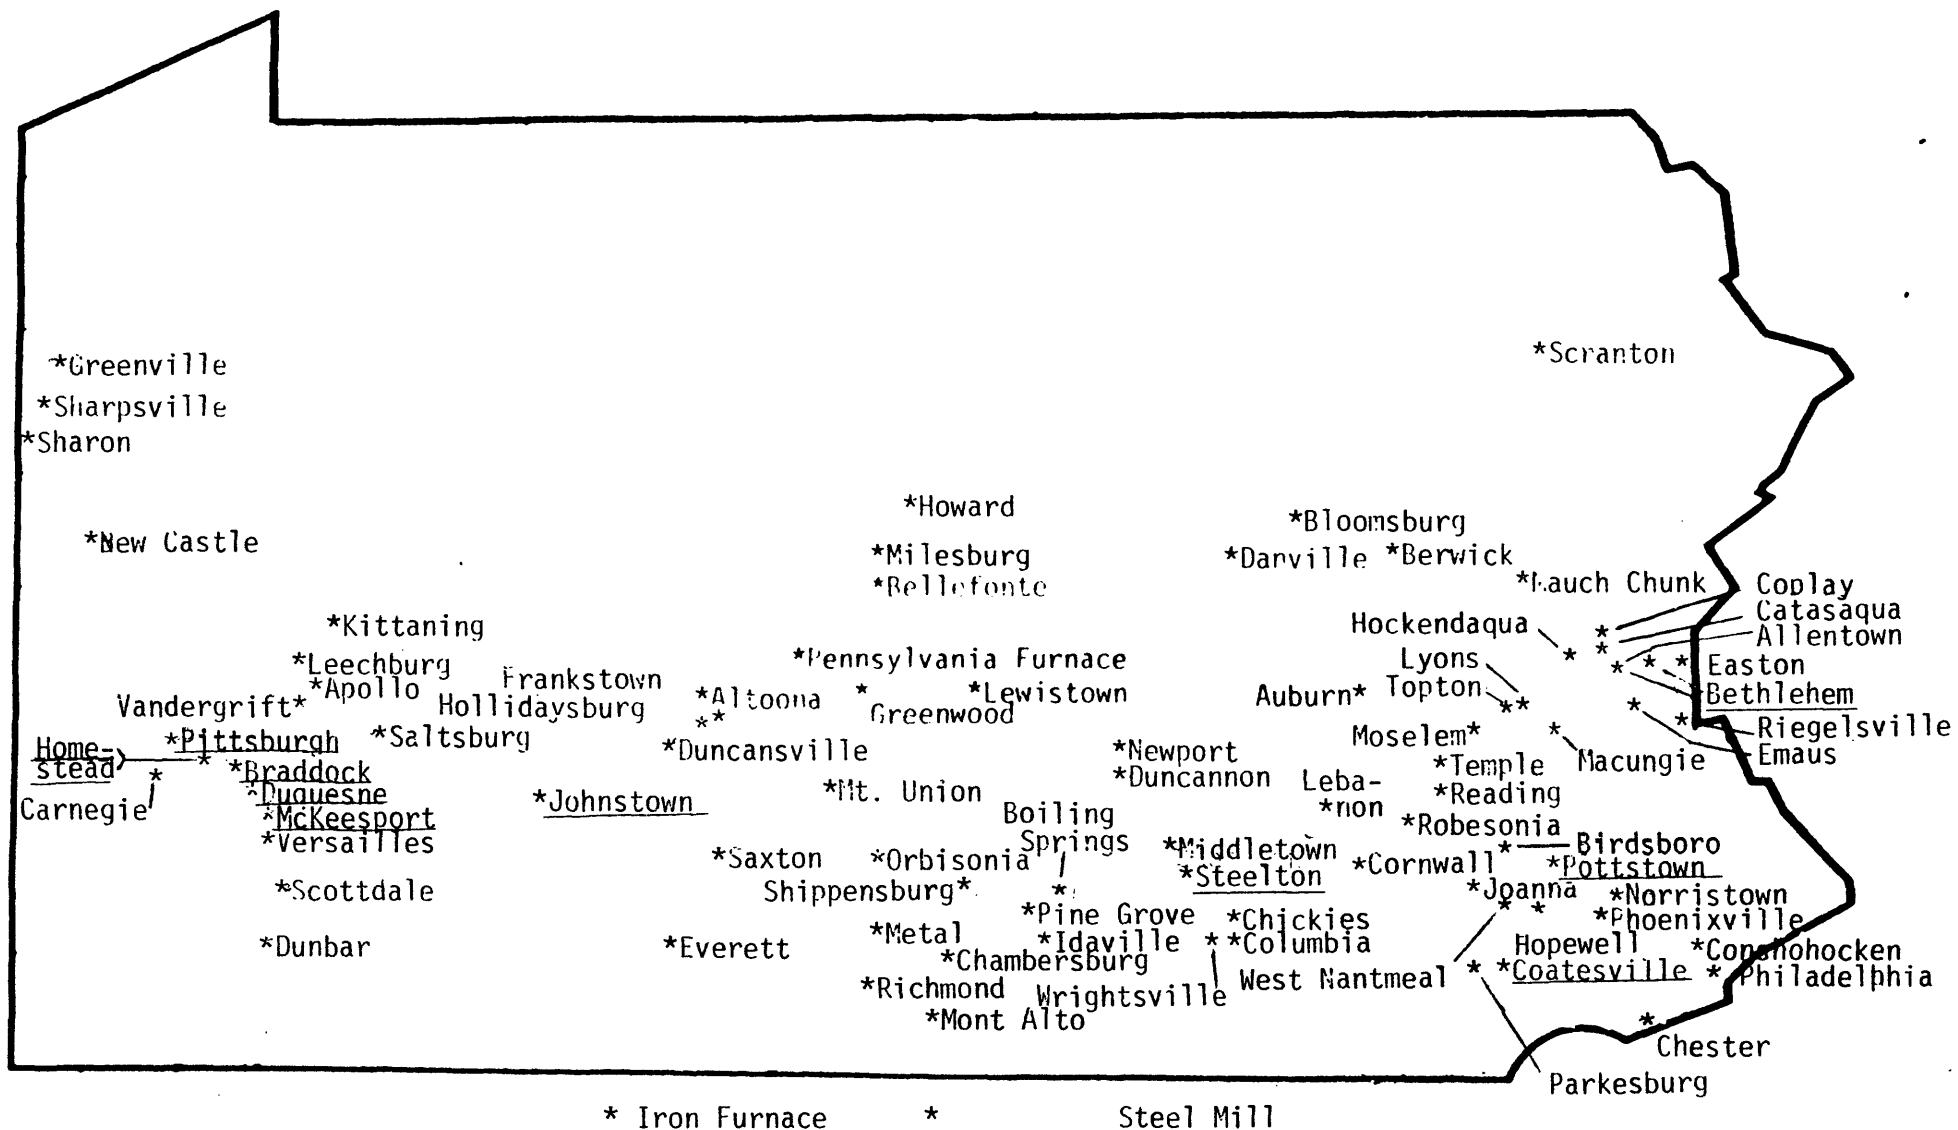 *Greenville
*Scranton
*Sharpsville
*Sharon
*Howard
*Bloomsburg
*New Castle
*Milesburg
*Danville
*Berwick
*Bellefonte
*Mauch Chunk
Coplay
Catasaqua
*Kittaning
Hockendaqua
Allentown
*Leechburg
*Pennsylvania Furnace
Lyons
Easton
Frankstown
*Apollo
*Altoona
*Lewistown
Auburn*
Topton
Bethlehem
Vandergrift*
Hollidaysburg
Greenwood
Riegelsville
*Pittsburgh
*Saltsburg
Moselem*
Home-
stead
*Duncansville
*Newport
Macungie
Emaus
*Braddock
*Duncannon
*Temple
*Duquesne
*Mt. Union
Leba-
*non
*Reading
Carnegie
*Johnstown
*McKeesport
Boiling
Springs
*Robesonia
*Versailles
*Middletown
Birdsboro
*Saxton
*Orbisonia
*Cornwall
*Pottstown
*Steelton
*Scottdale
Shippensburg*
*Joanna
*Norristown
*Pine Grove
*Chickies
*Phoenixville
*Dunbar
*Everett
*Metal
*Idaville
*Columbia
Hopewell
*Conshohocken
*Chambersburg
West Nantmeal
*Coatesville
*Philadelphia
*Richmond
Wrightsville
*Mont Alto
Chester
Parkesburg
* Iron Furnace * Steel Mill